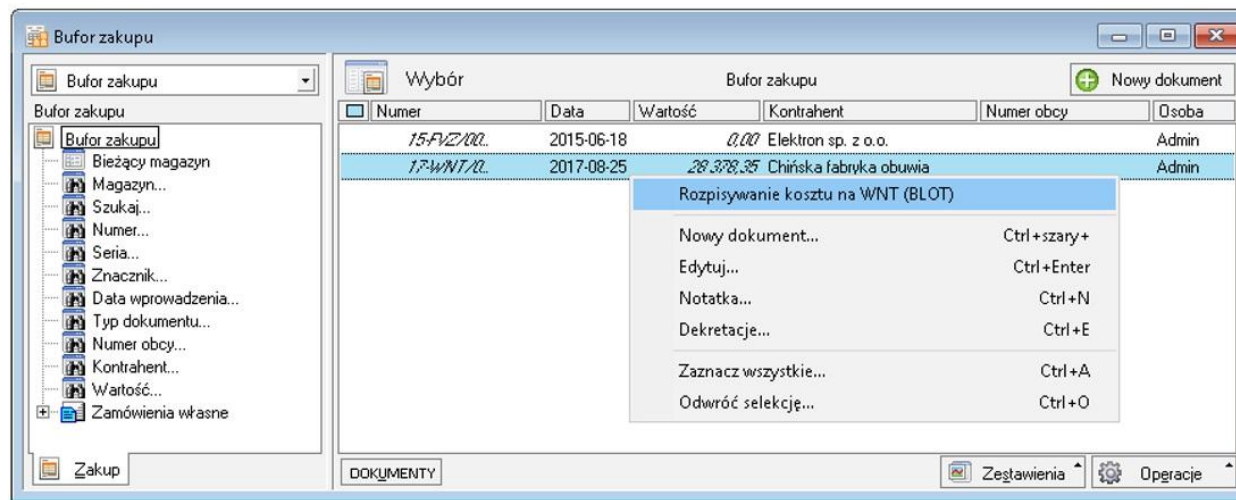 Bufor zakupu
Bufor zakupu
Wybór Bufor zakupu Nowy dokument
Bufor zakupu
Numer Data Wartość Kontrahent Numer obcy Osoba
Bufor zakupu
15-FVZ/00.. 2015-06-18 0,00 Elektron sp. z o.o. Admin
Bieżący magazyn
17-WNT/0.. 2017-08-25 28 378,35 Chińska fabryka obuwia Admin
Magazyn...
Szukaj...
Numer...
Seria...
Znacznik...
Data wprowadzenia...
Typ dokumentu...
Numer obcy...
Kontrahent...
Wartość...
Zamówienia własne
Rozpisywanie kosztu na WNT (BLOT)
Nowy dokument... Ctrl+szary+
Edytuj... Ctrl+Enter
Notatka... Ctrl+N
Dekretacje... Ctrl+E
Zaznacz wszystkie... Ctrl+A
Odwróć selekcję... Ctrl+O
Zakup
DOKUMENTY Zestawienia Operacje